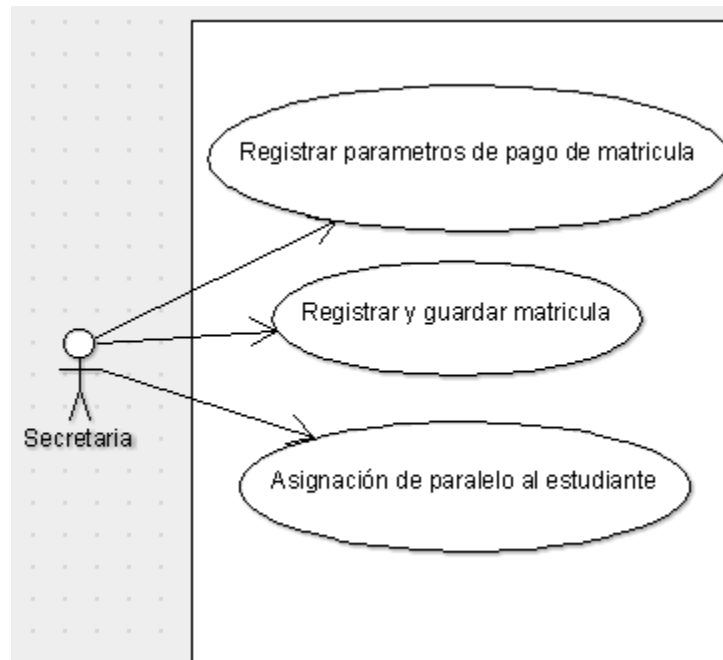 Registrar parametros de pago de matricula
Registrar y guardar matricula
Secretaria
Asignación de paralelo al estudiante